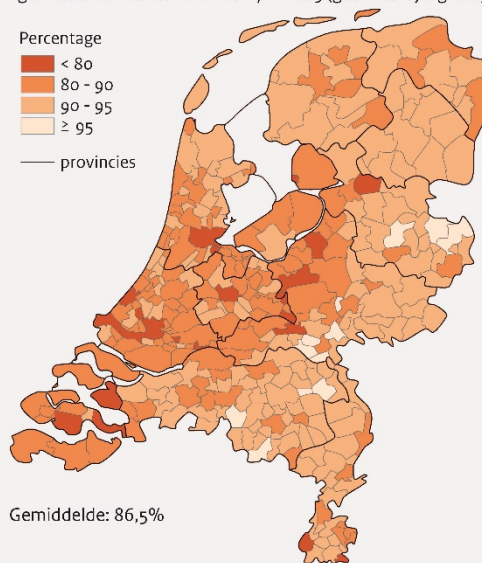 Percentage
< 80
80 - 90
90 - 95
≥ 95
provincies
Gemiddelde: 86,5%